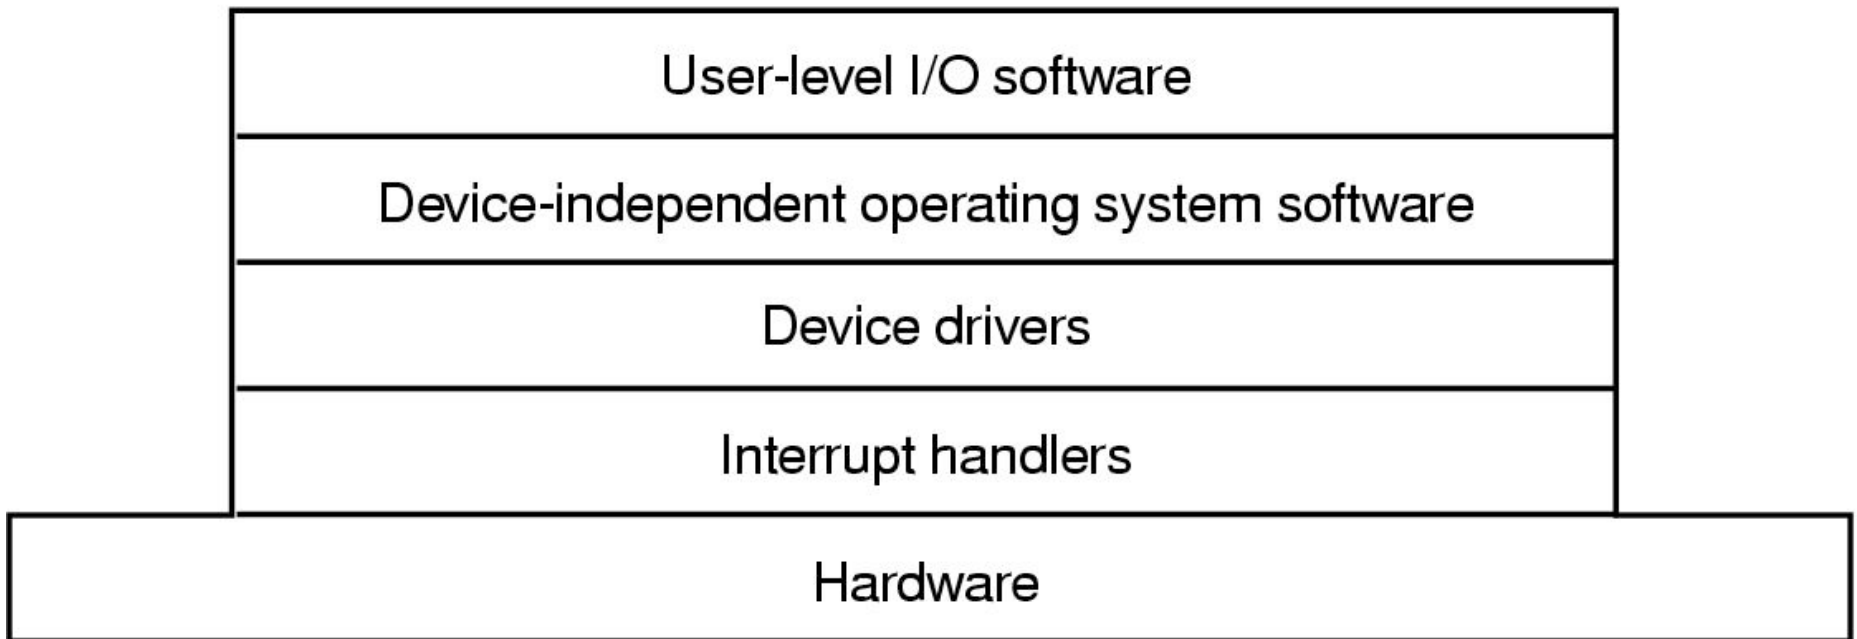 User-level I/O software
Device-independent operating system software
Device drivers
Interrupt handlers
Hardware